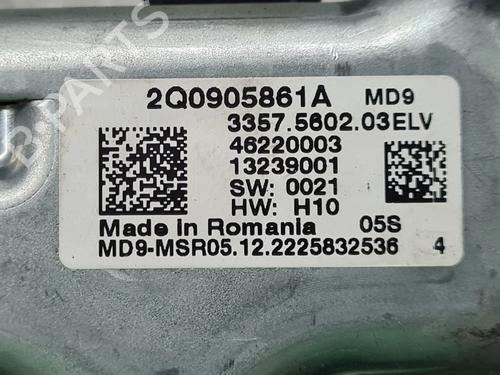 B-PARTS
2Q0905861A MD9
3357.5602.03ELV
46220003
13239001
SW: 0021
HW: H10
Made in Romania 05S
MD9-MSR05.12.2225832536 4